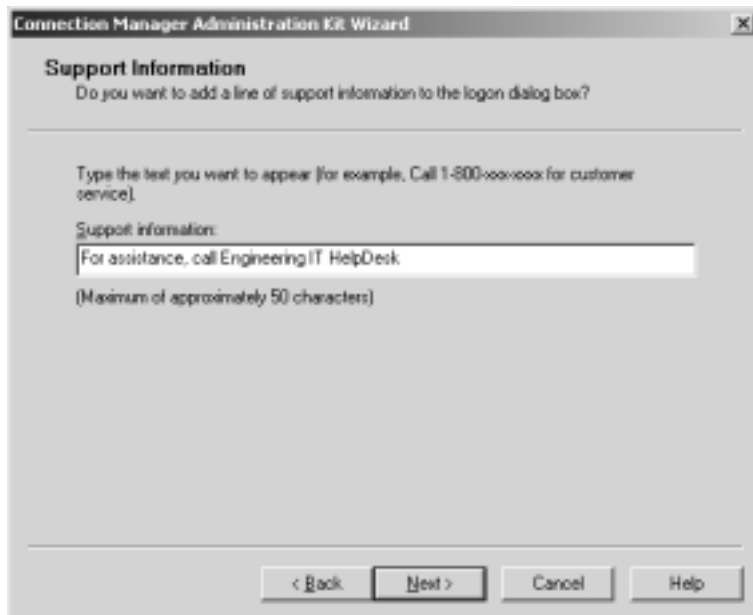 Connection Manager Administration Kit Wizard
Support Information
Do you want to add a line of support information to the logon dialog box?
Type the text you want to appear (for example, Call 1-800-xxx-xxxx for customer
service).
Support information:
For assistance, call Engineering IT HelpDesk
(Maximum of approximately 50 characters)
< Back Next > Cancel Help